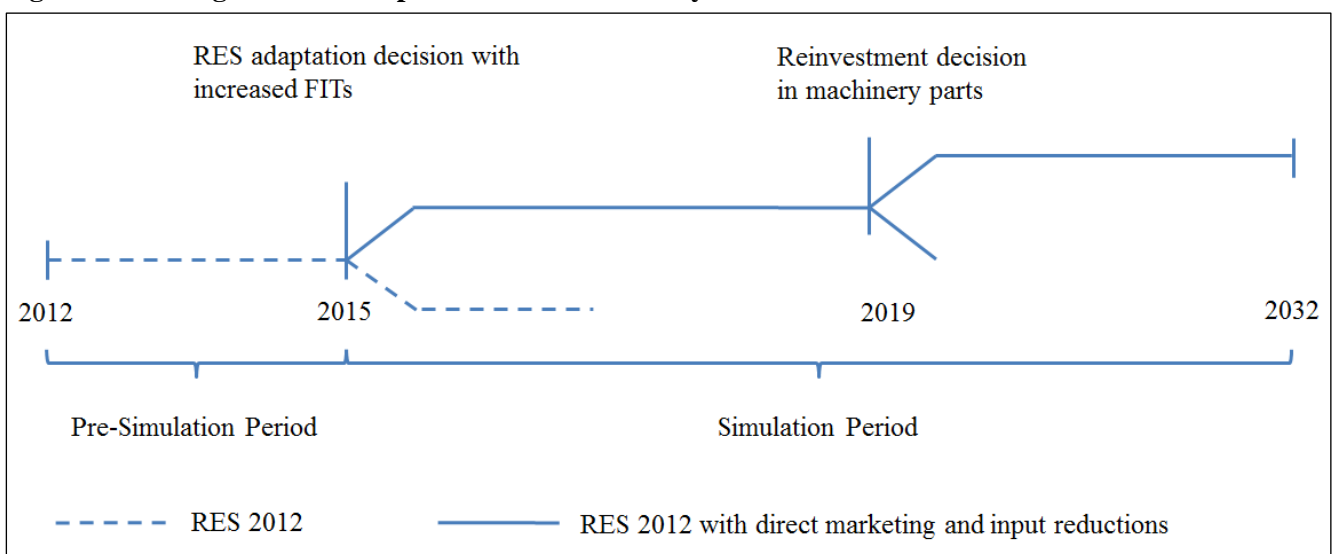 RES adaptation decision with
increased FITs
Reinvestment decision
in machinery parts
2012
2015
2019
2032
Pre-Simulation Period
Simulation Period
RES 2012
RES 2012 with direct marketing and input reductions